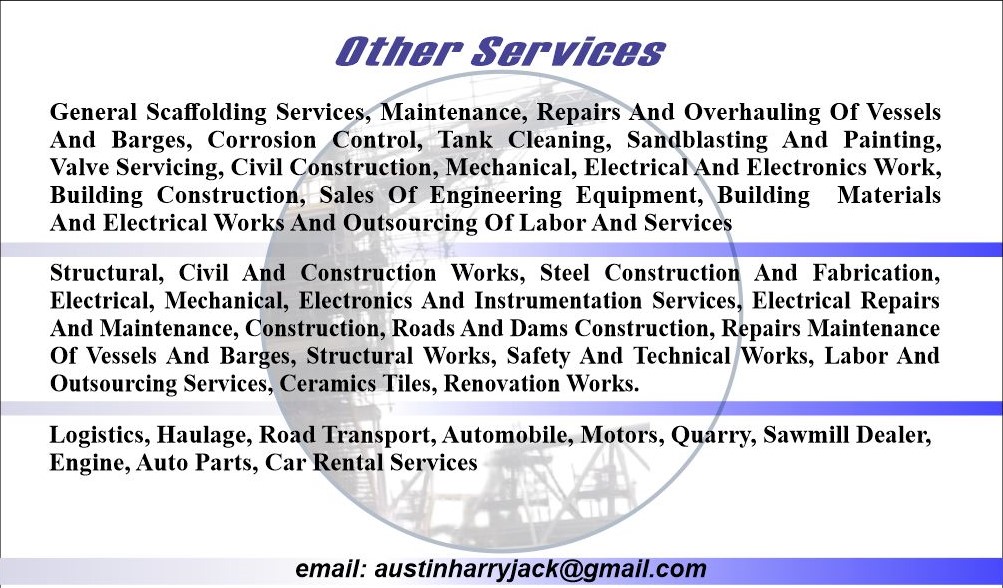 Other Services
General Scaffolding Services, Maintenance, Repairs And Overhauling Of Vessels
And Barges, Corrosion Control, Tank Cleaning, Sandblasting And Painting,
Valve Servicing, Civil Construction, Mechanical, Electrical And Electronics Work,
Building Construction, Sales Of Engineering Equipment, Building Materials
And Electrical Works And Outsourcing Of Labor And Services
Structural, Civil And Construction Works, Steel Construction And Fabrication,
Electrical, Mechanical, Electronics And Instrumentation Services, Electrical Repairs
And Maintenance, Construction, Roads And Dams Construction, Repairs Maintenance
Of Vessels And Barges, Structural Works, Safety And Technical Works, Labor And
Outsourcing Services, Ceramics Tiles, Renovation Works.
Logistics, Haulage, Road Transport, Automobile, Motors, Quarry, Sawmill Dealer,
Engine, Auto Parts, Car Rental Services
email: austinharryjack@gmail.com